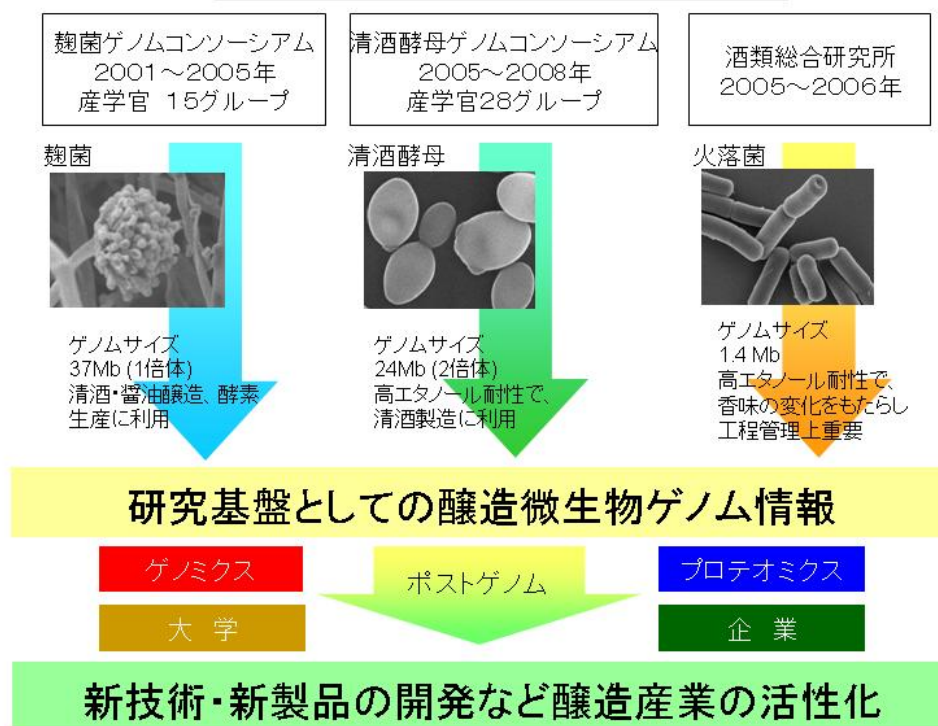 麹菌ゲノムコンソーシアム
2001～2005年
産学官 15グループ
清酒酵母ゲノムコンソーシアム
2005～2008年
産学官28グループ
酒類総合研究所
2005～2006年
麹菌
清酒酵母
火落菌
ゲノムサイズ
37Mb (1倍体)
清酒・醤油醸造、酵素
生産に利用
ゲノムサイズ
24Mb (2倍体)
高エタノール耐性で、
清酒製造に利用
ゲノムサイズ
1.4 Mb
高エタノール耐性で、
香味の変化をもたらし
工程管理上重要
研究基盤としての醸造微生物ゲノム情報
ゲノミクス
ポストゲノム
プロテオミクス
大 学
企 業
新技術・新製品の開発など醸造産業の活性化